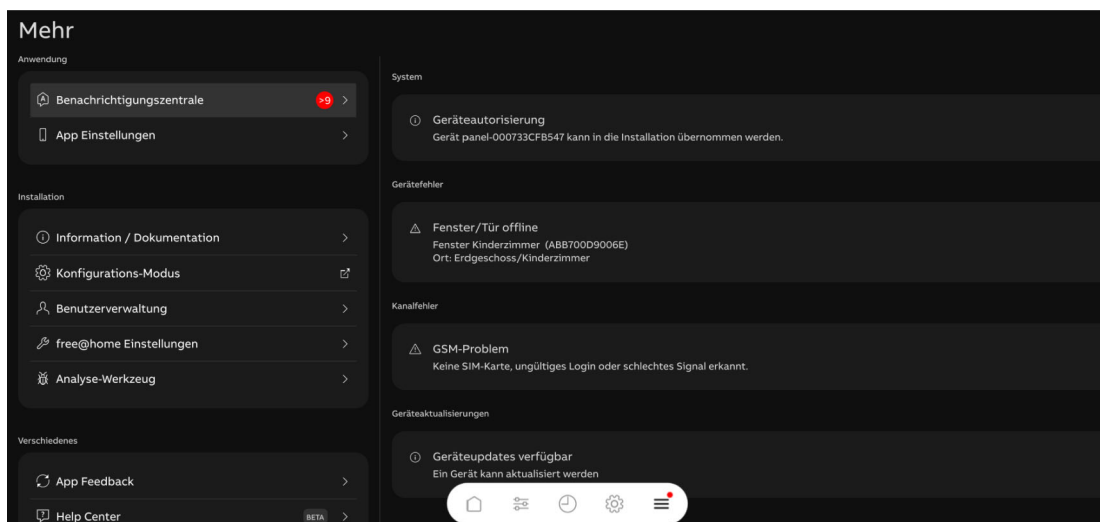 Mehr
Anwendung
Benachrichtigungszentrale >9
App Einstellungen
Installation
Information / Dokumentation
Konfigurations-Modus
Benutzerverwaltung
free@home Einstellungen
Analyse-Werkzeug
Verschiedenes
App Feedback
Help Center BETA
System
Geräteautorisierung
Gerät panel-000733CFB547 kann in die Installation übernommen werden.
Gerätefehler
Fenster/Tür offline
Fenster Kinderzimmer (ABB700D9006E)
Ort: Erdgeschoss/Kinderzimmer
Kanalfehler
GSM-Problem
Keine SIM-Karte, ungültiges Login oder schlechtes Signal erkannt.
Geräteaktualisierungen
Geräteupdates verfügbar
Ein Gerät kann aktualisiert werden